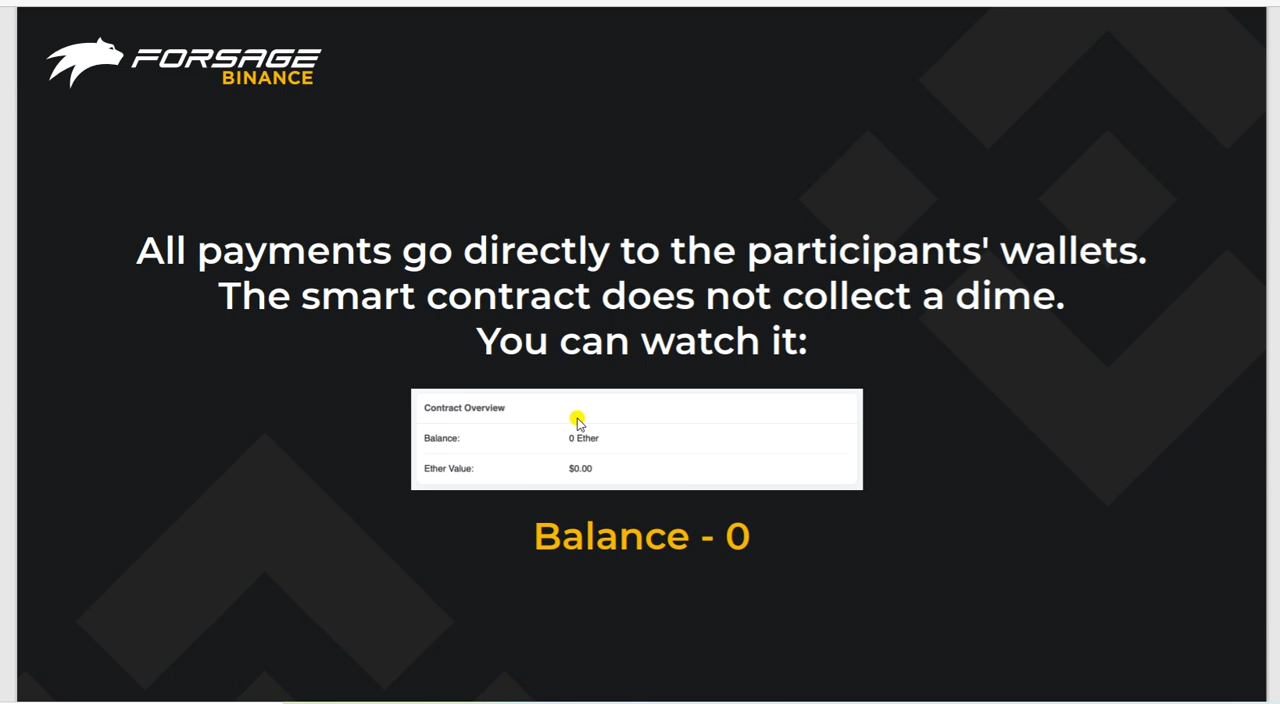 FORSAGE
BINANCE
All payments go directly to the participants' wallets.
The smart contract does not collect a dime.
You can watch it:
Contract Overview
Balance: 0 Ether
Ether Value: $0.00
Balance - 0